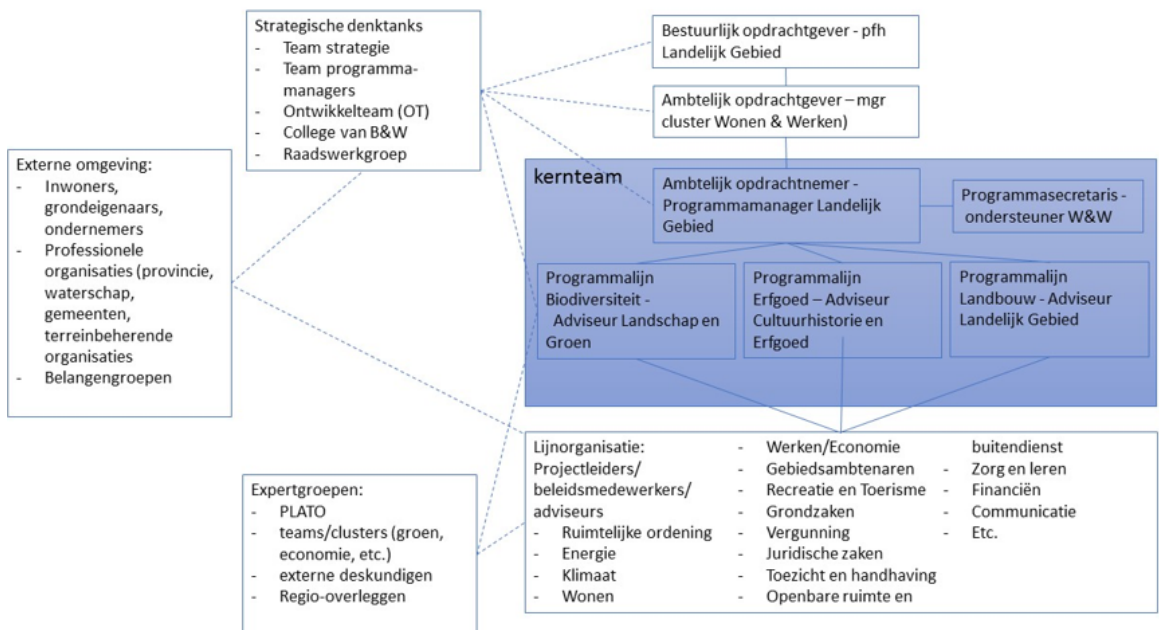 Strategische denktanks
- Team strategie
- Team programma-
managers
- Ontwikkelteam (OT)
- College van B&W
- Raadswerkgroep
Bestuurlijk opdrachtgever - pfh
Landelijk Gebied
Ambtelijk opdrachtgever – mgr
cluster Wonen & Werken)
Externe omgeving:
- Inwoners,
grondeigenaars,
ondernemers
- Professionele
organisaties (provincie,
waterschap,
gemeenten,
terreinbeherende
organisaties
- Belangengroepen
kernteam
Ambtelijk opdrachtnemer -
Programmamanager Landelijk
Gebied
Programmasecretaris -
ondersteuner W&W
Programmalijn
Biodiversiteit -
Adviseur Landschap en
Groen
Programmalijn
Erfgoed – Adviseur
Cultuurhistorie en
Erfgoed
Programmalijn
Landbouw - Adviseur
Landelijk Gebied
Expertgroepen:
- PLATO
- teams/clusters (groen,
economie, etc.)
- externe deskundigen
- Regio-overleggen
Lijnorganisatie:
Projectleiders/
beleidsmedewerkers/
adviseurs
- Ruimtelijke ordening
- Energie
- Klimaat
- Wonen
- Werken/Economie
- Gebiedsambtenaren
- Recreatie en Toerisme
- Grondzaken
- Vergunning
- Juridische zaken
- Toezicht en handhaving
- Openbare ruimte en
buitendienst
- Zorg en leren
- Financiën
- Communicatie
- Etc.